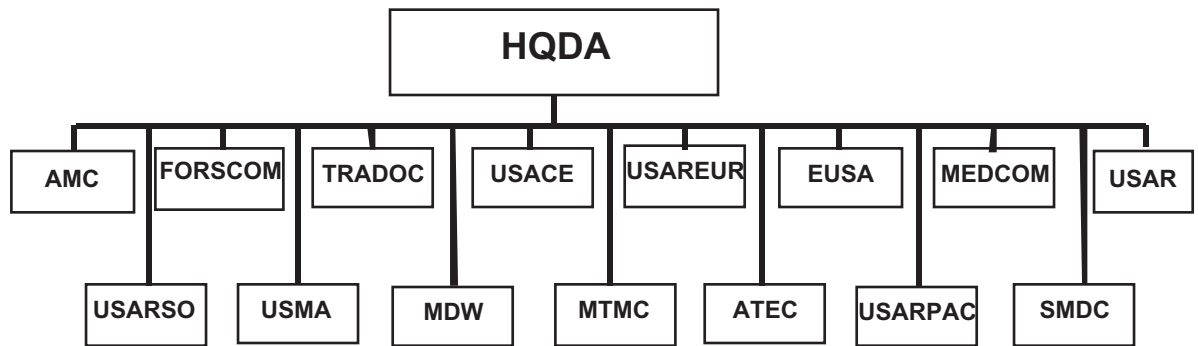 HQDA
AMC
FORSCOM
TRADOC
USACE
USAREUR
EUSA
MEDCOM
USAR
USARSO
USMA
MDW
MTMC
ATEC
USARPAC
SMDC